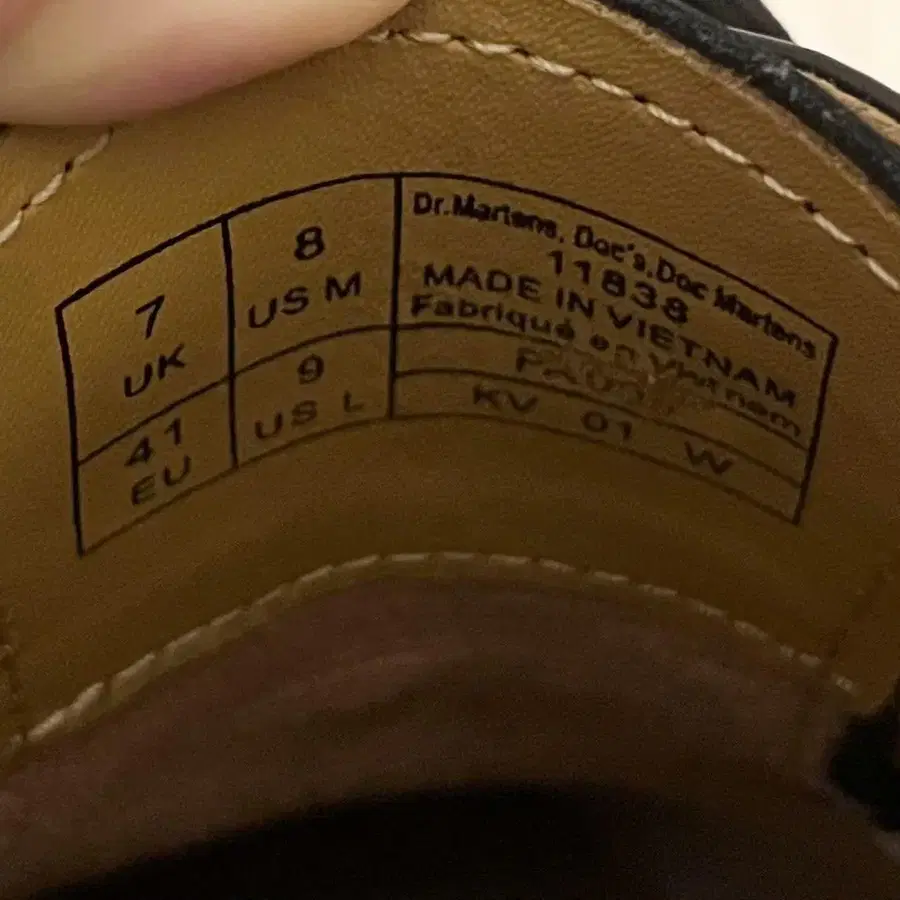 7
UK
8
US M
41
EU
9
US L
Dr.Martens, Doc's, Doc Martens
11838
MADE IN VIETNAM
Fabriqué en Vietnam
KV 01 W